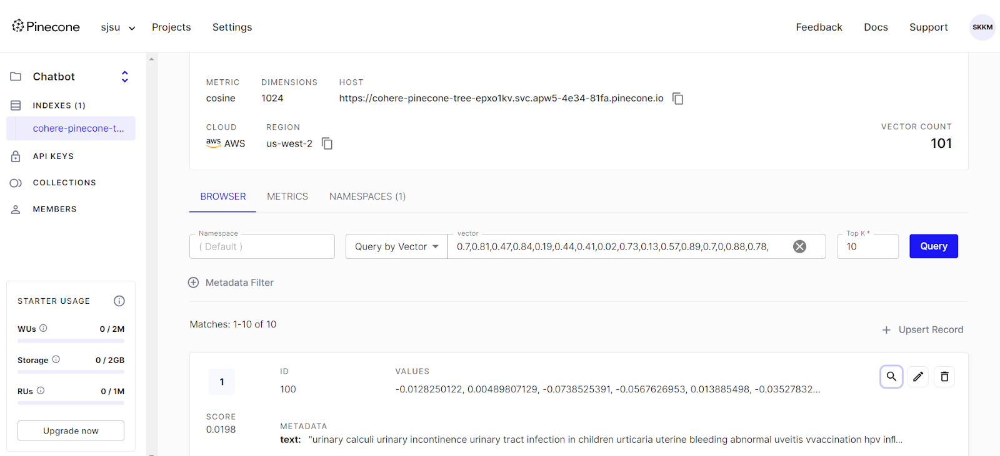 Pinecone sjsu Projects Settings Feedback Docs Support SKKM
Chatbot
INDEXES (1)
cohere-pinecone-t...
API KEYS
COLLECTIONS
MEMBERS
STARTER USAGE
WUs 0 / 2M
Storage 0 / 2GB
RUs 0 / 1M
Upgrade now
METRIC DIMENSIONS HOST
cosine 1024 https://cohere-pinecone-tree-epxo1kv.svc.apw5-4e34-81fa.pinecone.io
CLOUD REGION VECTOR COUNT
aws AWS us-west-2 101
BROWSER METRICS NAMESPACES (1)
Namespace vector Top K *
( Default ) Query by Vector 0.7,0.81,0.47,0.84,0.19,0.44,0.41,0.02,0.73,0.13,0.57,0.89,0.7,0,0.88,0.78, 10 Query
Metadata Filter
Matches: 1-10 of 10
+ Upsert Record
1 ID VALUES
100 -0.0128250122, 0.00489807129, -0.0738525391, -0.0567626953, 0.013885498, -0.03527832...
SCORE
0.0198
METADATA
text: "urinary calculi urinary incontinence urinary tract infection in children urticaria uterine bleeding abnormal uveitis vvaccination hpv infl...